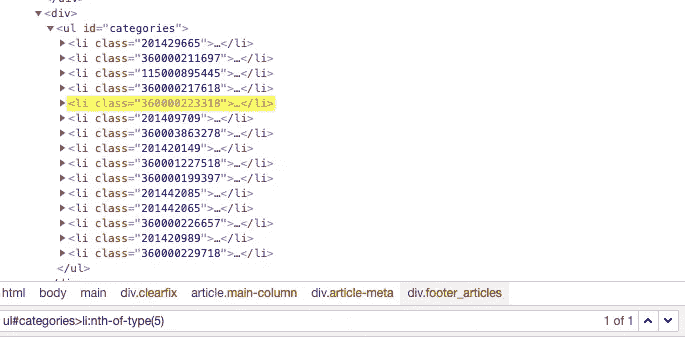 </div>
▼<div>
▼<ul id="categories">
▶<li class="201429665">…</li>
▶<li class="360000211697">…</li>
▶<li class="115000895445">…</li>
▶<li class="360000217618">…</li>
▶<li class="360000223318">…</li>
▶<li class="201409709">…</li>
▶<li class="360003863278">…</li>
▶<li class="201420149">…</li>
▶<li class="360001227518">…</li>
▶<li class="360000199397">…</li>
▶<li class="201442085">…</li>
▶<li class="201442065">…</li>
▶<li class="360000226657">…</li>
▶<li class="201420989">…</li>
▶<li class="360000229718">…</li>
</ul>
html body main div.clearfix article.main-column div.article-meta div.footer_articles
ul#categories>li:nth-of-type(5) 1 of 1